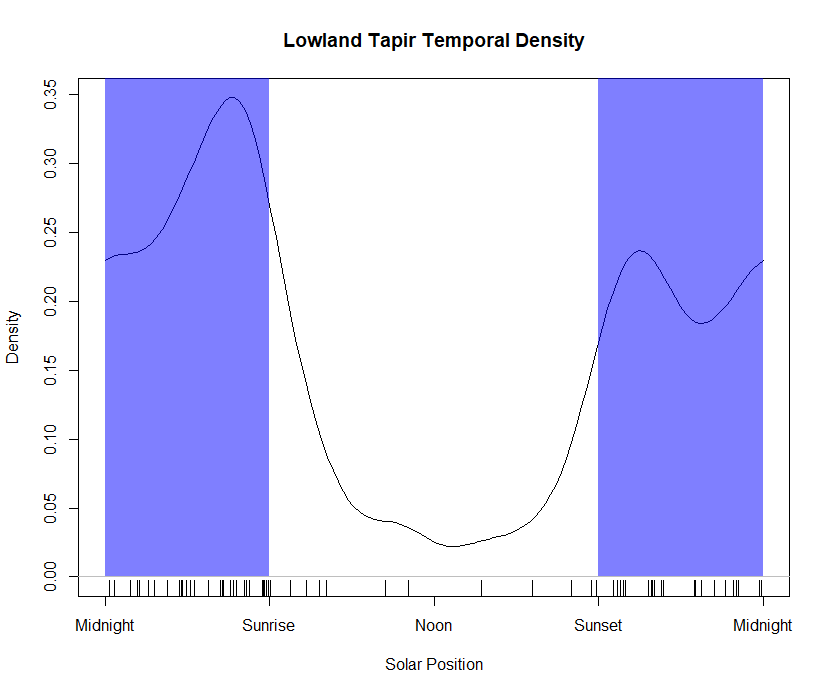 Lowland Tapir Temporal Density
Density
0.35
0.30
0.25
0.20
0.15
0.10
0.05
0.00
Midnight Sunrise Noon Sunset Midnight
Solar Position